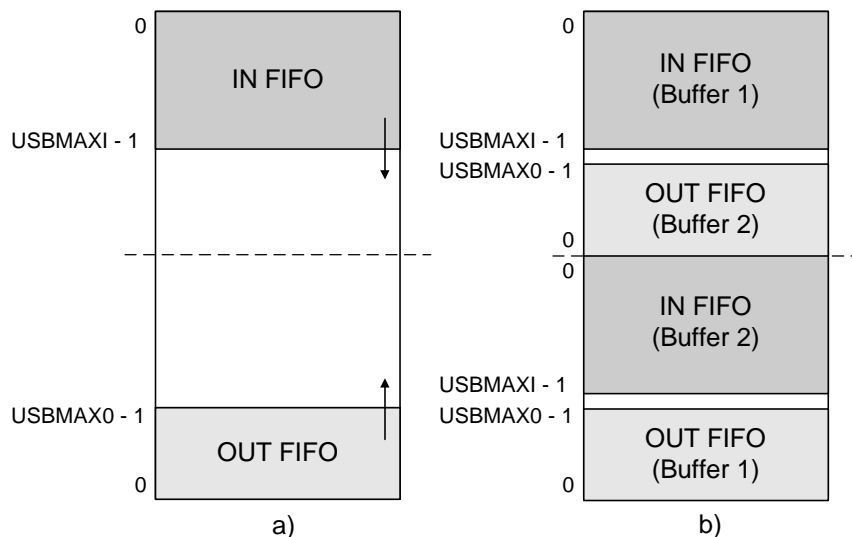 0
IN FIFO
USBMAXI - 1
USBMAX0 - 1
OUT FIFO
0
a)
0
IN FIFO
(Buffer 1)
USBMAXI - 1
USBMAX0 - 1
OUT FIFO
(Buffer 2)
0
0
IN FIFO
(Buffer 2)
USBMAXI - 1
USBMAX0 - 1
OUT FIFO
(Buffer 1)
0
b)